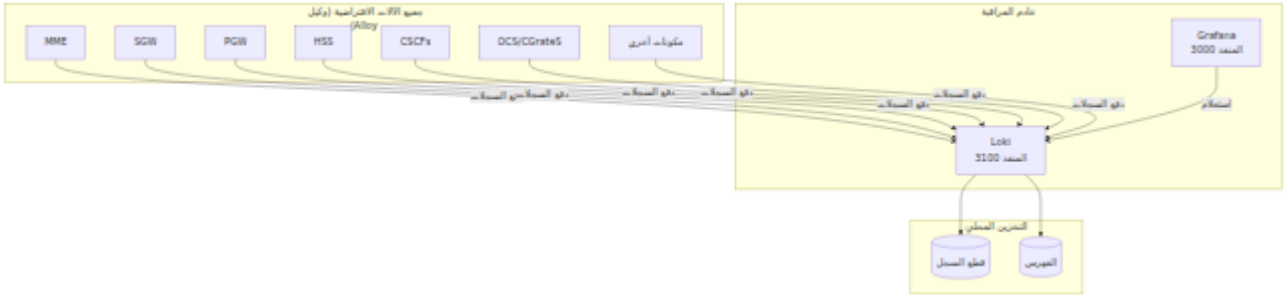 جميع الآلات الافتراضية (وكيل
Alloy)
MME
SGW
PGW
HSS
CSCFs
OCS/CGrateS
مكونات أخرى
خادم المراقبة
Grafana
المنفذ 3000
دفع السجلات
دفع السجلات
دفع السجلات
دفع السجلات
دفع السجلات
دفع السجلات
دفع السجلات
استعلام
Loki
المنفذ 3100
التخزين المحلي
قطع السجل
الفهرس